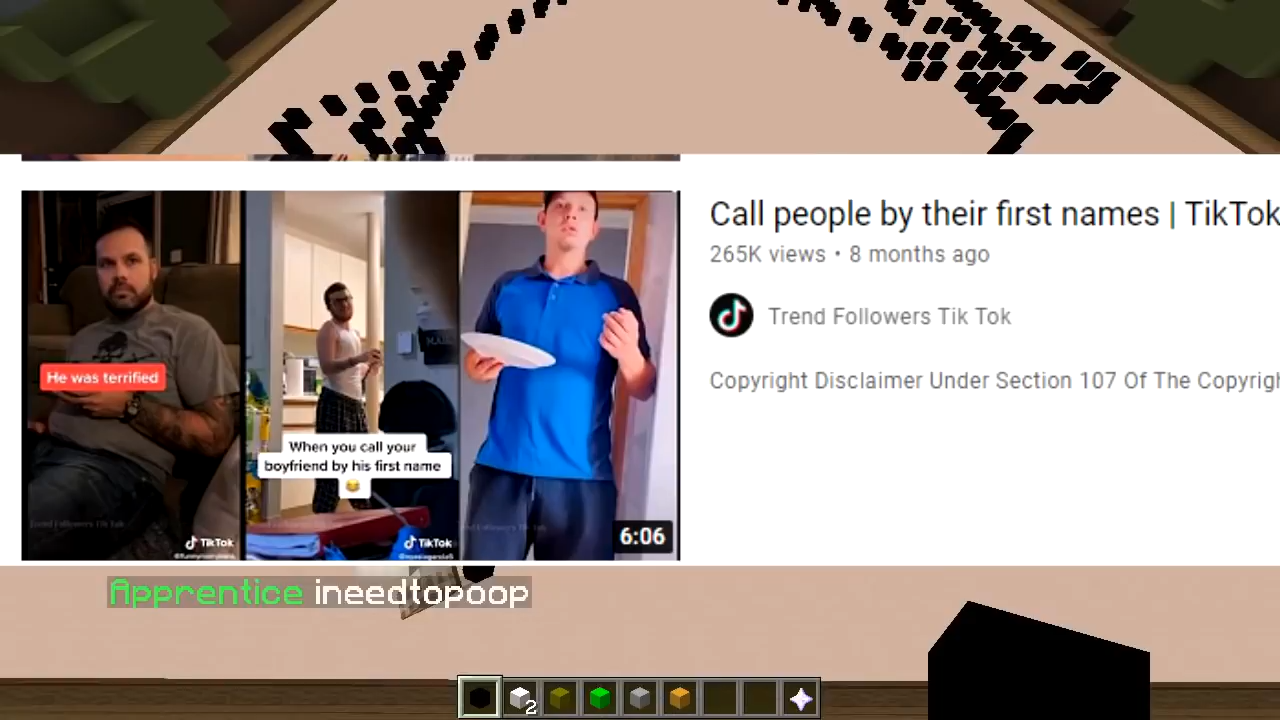 Call people by their first names | TikTok
265K views • 8 months ago
Trend Followers Tik Tok
Copyright Disclaimer Under Section 107 Of The Copyrigh
He was terrified
When you call your
boyfriend by his first name
😂
6:06
TikTok
TikTok
Apprentice ineedtopoop
2